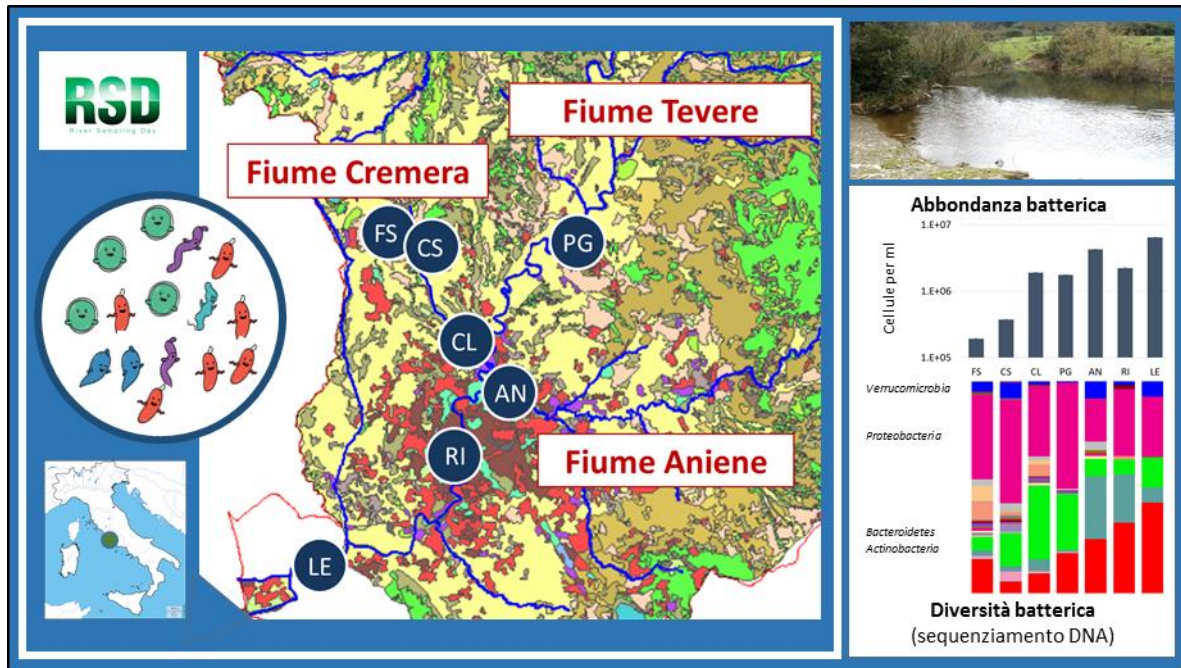 RSD
River Sampling Day
Fiume Tevere
Fiume Cremera
FS
CS
PG
CL
AN
RI
Fiume Aniene
LE
Abbondanza batterica
Cellule per ml
1.E+07
1.E+06
1.E+05
FS CS CL PG AN RI LE
Verrucomicrobia
Proteobacteria
Bacteroidetes
Actinobacteria
Diversità batterica
(sequenziamento DNA)